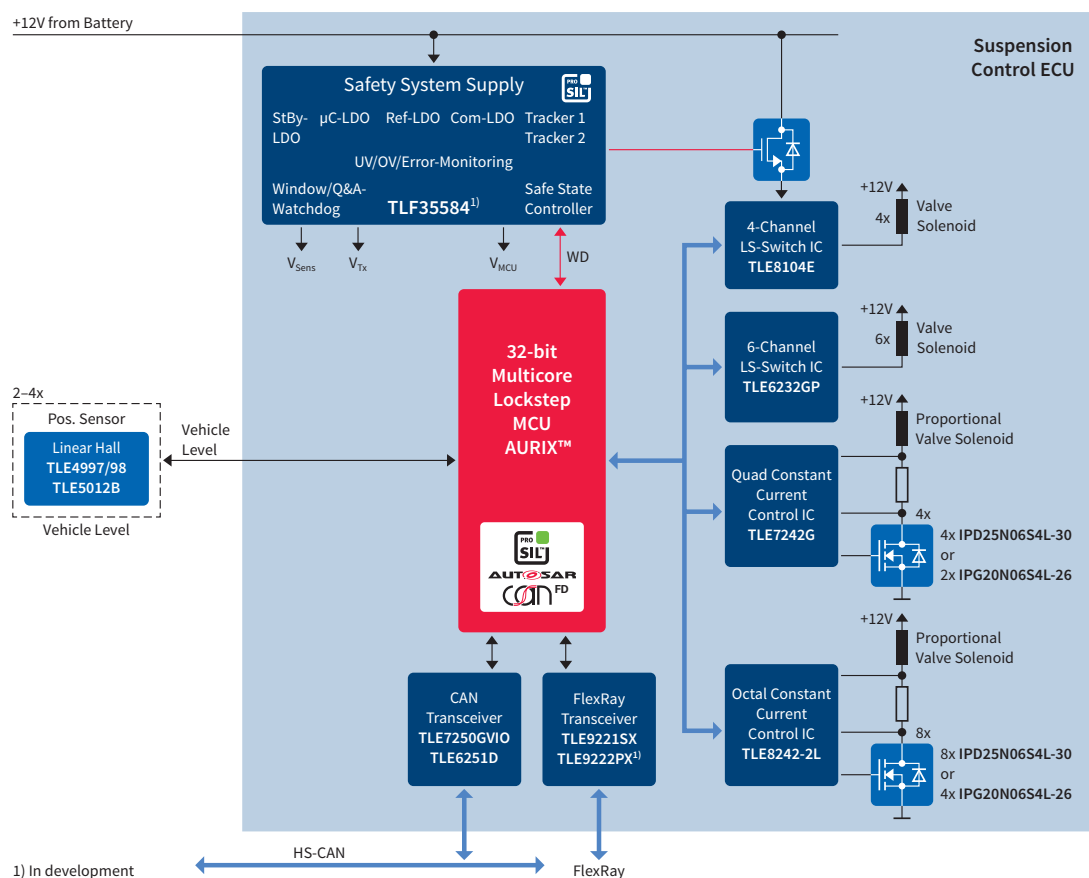 +12V from Battery
Suspension
Control ECU
Safety System Supply
PRO
SIL™
StBy-
LDO
µC-LDO
Ref-LDO
Com-LDO
Tracker 1
Tracker 2
UV/OV/Error-Monitoring
Window/Q&A-
Watchdog
TLF35584¹⁾
Safe State
Controller
V_Sens
V_Tx
V_MCU
WD
4-Channel
LS-Switch IC
TLE8104E
+12V
4x
Valve
Solenoid
6-Channel
LS-Switch IC
TLE6232GP
+12V
6x
Valve
Solenoid
32-bit
Multicore
Lockstep
MCU
AURIX™
PRO
SIL™
AUTOSAR
CAN FD
2–4x
Pos. Sensor
Linear Hall
TLE4997/98
TLE5012B
Vehicle Level
Vehicle
Level
Quad Constant
Current
Control IC
TLE7242G
+12V
Proportional
Valve Solenoid
4x
4x IPD25N06S4L-30
or
2x IPG20N06S4L-26
Octal Constant
Current
Control IC
TLE8242-2L
+12V
Proportional
Valve Solenoid
8x
8x IPD25N06S4L-30
or
4x IPG20N06S4L-26
CAN
Transceiver
TLE7250GVIO
TLE6251D
FlexRay
Transceiver
TLE9221SX
TLE9222PX¹⁾
HS-CAN
FlexRay
1) In development